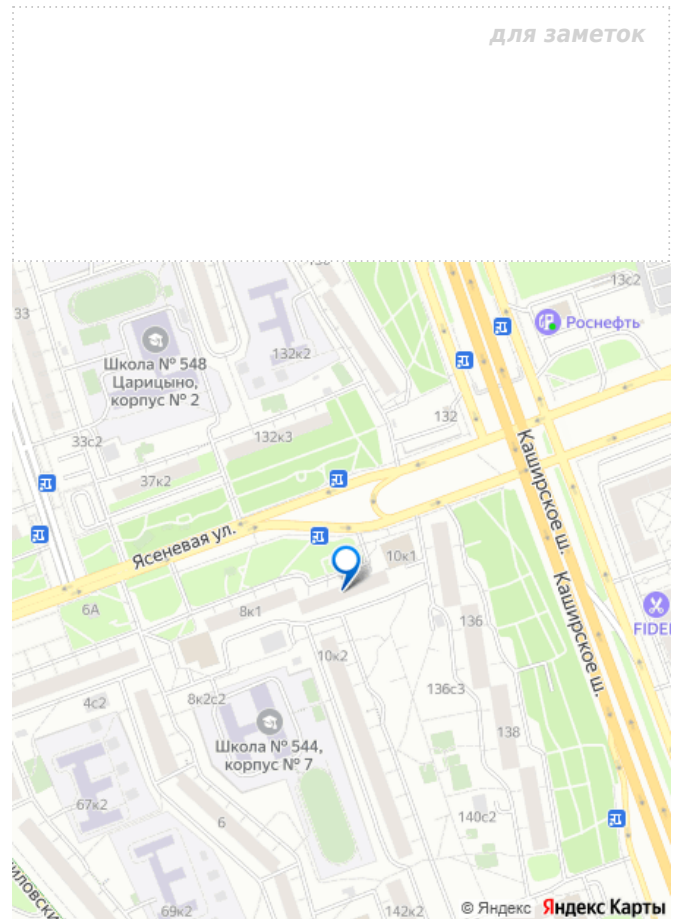 для заметок
13с2
33
Роснефть
Школа № 548
Царицыно,
корпус № 2
132к2
132
33с2
132к3
37к2
Каширское ш.
Ясеневая ул.
10к1
Каширское ш.
6А
8к1
FIDEL
136
10к2
4с2
8к2с2
136с3
Школа № 544,
корпус № 7
138
67к2
6
140с2
69к2
142к2
© Яндекс Яндекс Карты